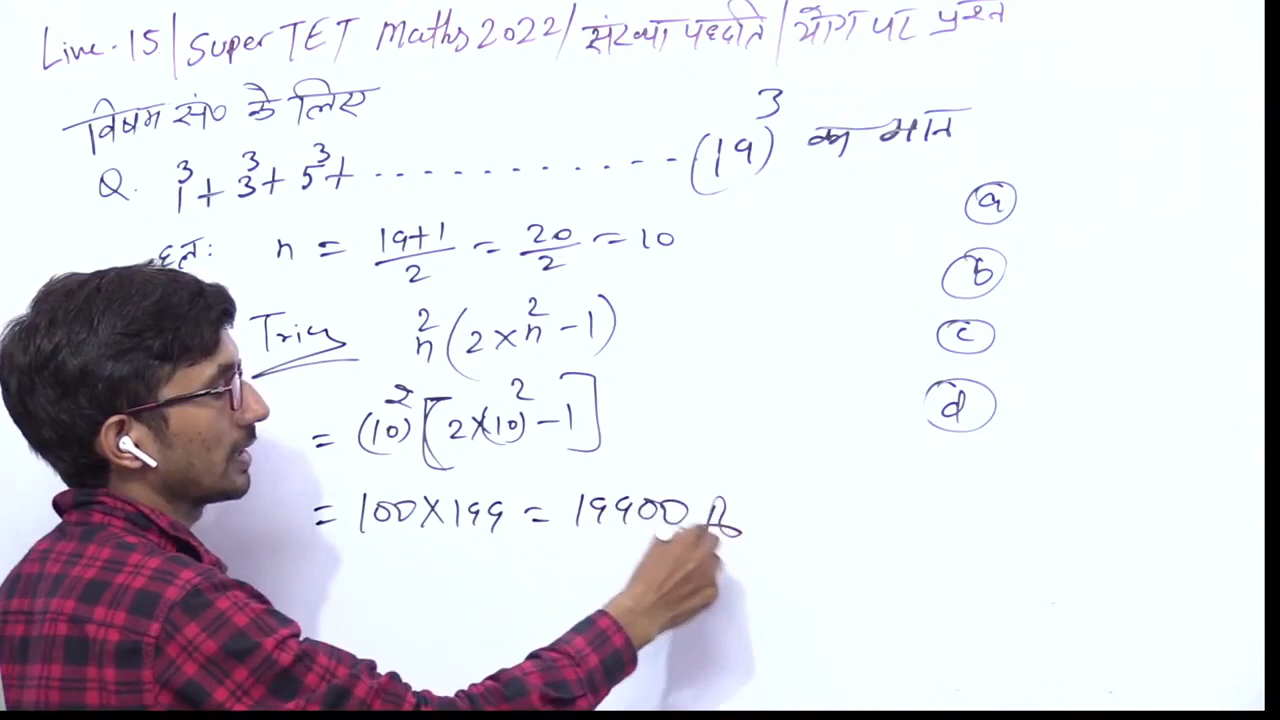 Live-15/Super TET Maths 2022/संख्या पद्धति/योग पर प्रश्न
विषम सं० के लिए
Q. 1³+3³+5³+............(19)³ का मान
हल: n = 19+1/2 = 20/2 = 10
Trick n²(2×n²-1)
= (10)²[2×(10)²-1]
= 100×199 = 19900
a
b
c
d